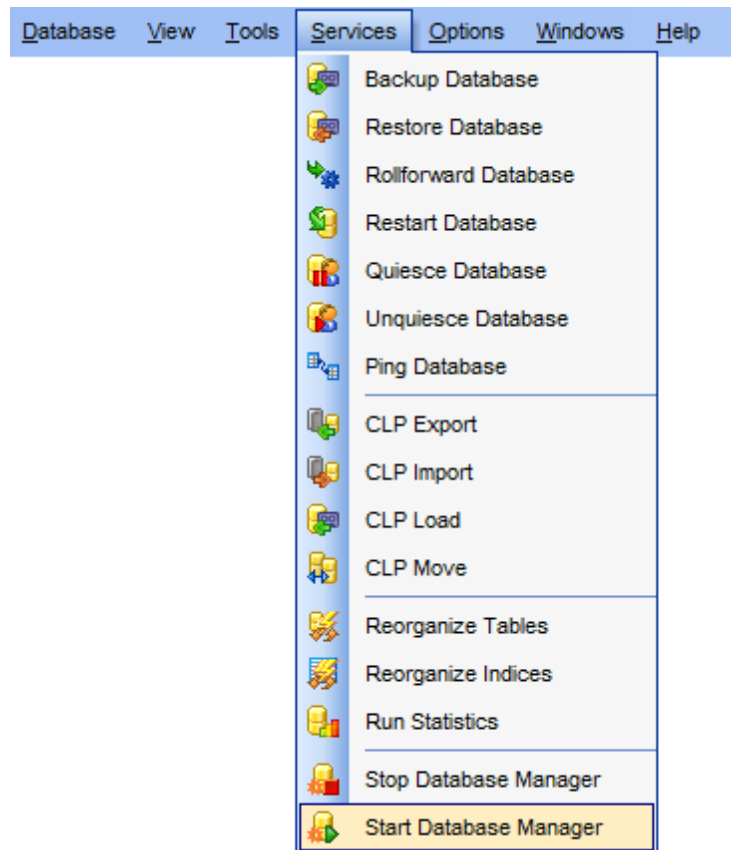 Database View Tools Services Options Windows Help
Backup Database
Restore Database
Rollforward Database
Restart Database
Quiesce Database
Unquiesce Database
Ping Database
CLP Export
CLP Import
CLP Load
CLP Move
Reorganize Tables
Reorganize Indices
Run Statistics
Stop Database Manager
Start Database Manager